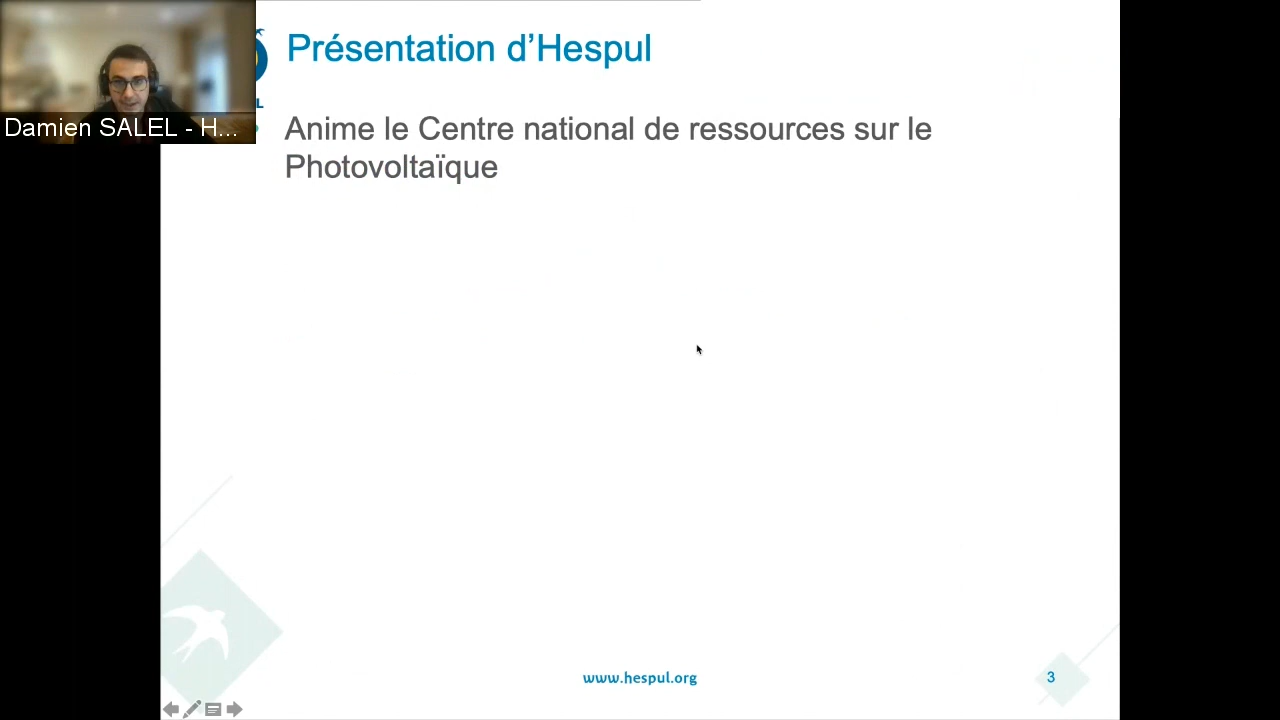 Présentation d’Hespul
L
Damien SALEL - H...
Anime le Centre national de ressources sur le
Photovoltaïque
www.hespul.org
3